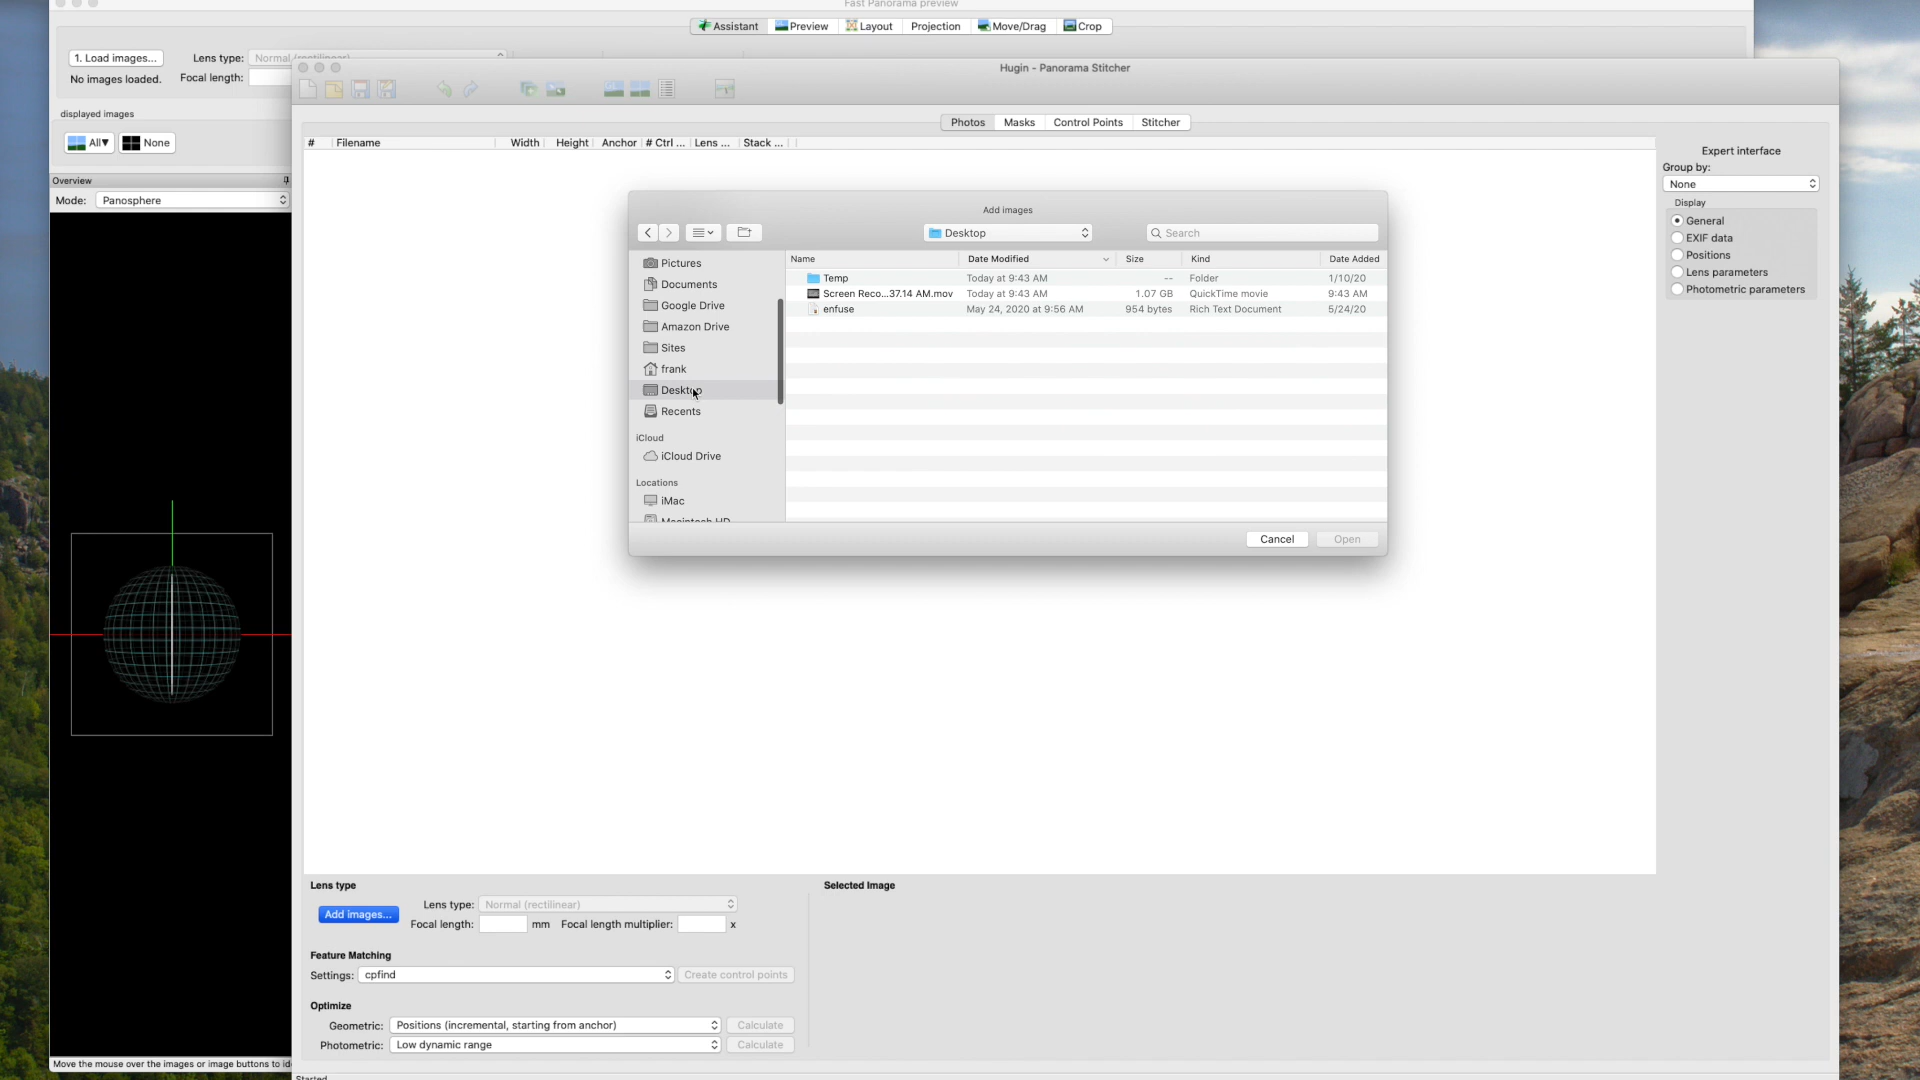 Fast Panorama preview
Assistant Preview Layout Projection Move/Drag Crop
1. Load images... Lens type: Normal (rectilinear)
No images loaded. Focal length:
displayed images
All▾ None
Overview
Mode: Panosphere
Move the mouse over the images or image buttons to id
Hugin - Panorama Stitcher
Photos Masks Control Points Stitcher
# Filename Width Height Anchor # Ctrl ... Lens ... Stack ...
Expert interface
Group by:
None
Display
General
EXIF data
Positions
Lens parameters
Photometric parameters
Add images
Desktop Search
Pictures
Documents
Google Drive
Amazon Drive
Sites
frank
Desktop
Recents
iCloud
iCloud Drive
Locations
iMac
Macintosh HD
Name Date Modified Size Kind Date Added
Temp Today at 9:43 AM -- Folder 1/10/20
Screen Reco...37.14 AM.mov Today at 9:43 AM 1.07 GB QuickTime movie 9:43 AM
enfuse May 24, 2020 at 9:56 AM 954 bytes Rich Text Document 5/24/20
Cancel Open
Lens type
Add images... Lens type: Normal (rectilinear)
Focal length: mm Focal length multiplier: x
Feature Matching
Settings: cpfind Create control points
Optimize
Geometric: Positions (incremental, starting from anchor) Calculate
Photometric: Low dynamic range Calculate
Selected Image
Started